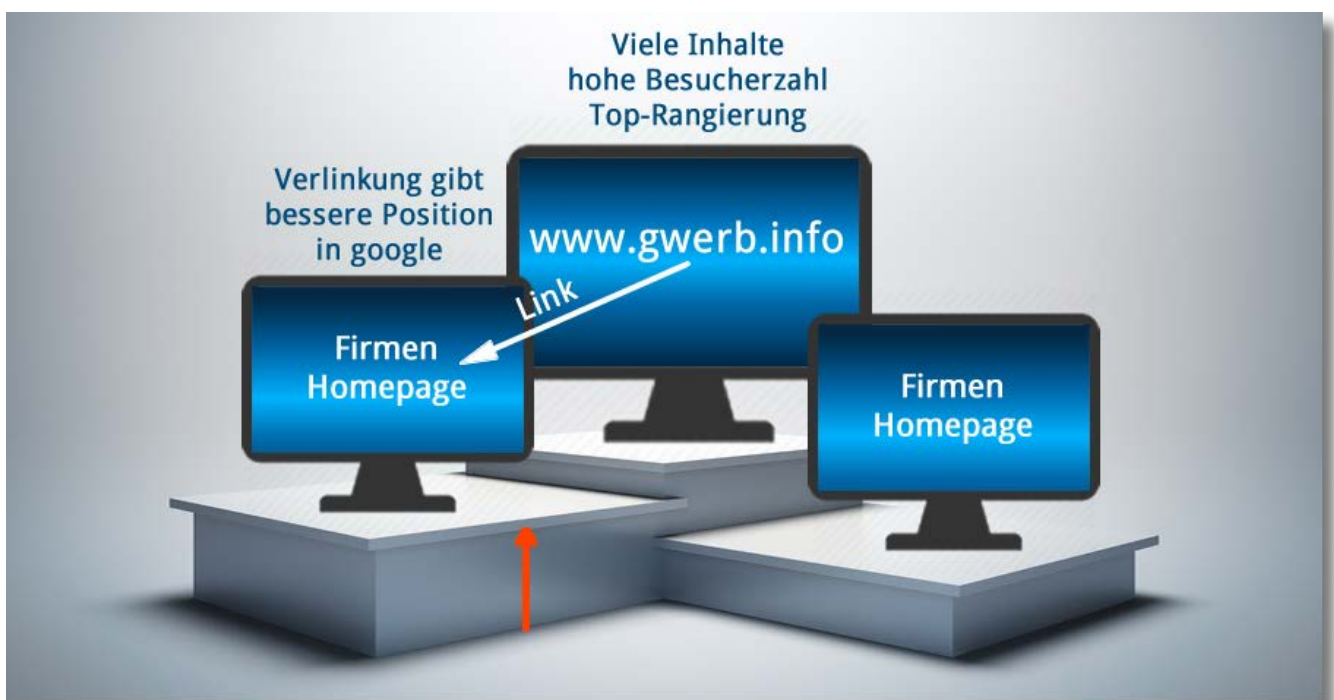 Viele Inhalte
hohe Besucherzahl
Top-Rangierung
Verlinkung gibt
bessere Position
in google
www.gwerb.info
Link
Firmen
Homepage
Firmen
Homepage